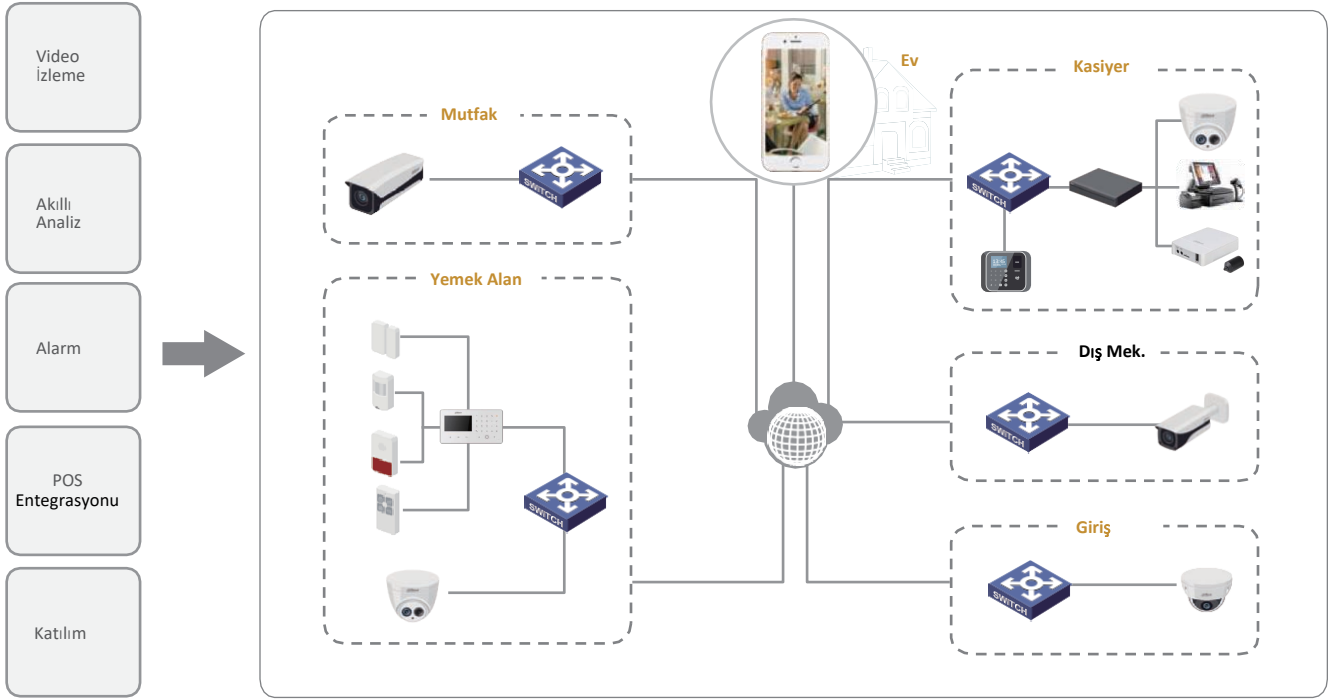 Video
İzleme
Akıllı
Analiz
Alarm
POS
Entegrasyonu
Katılım
Ev
Mutfak
SWITCH
Kasiyer
SWITCH
Yemek Alan
SWITCH
Dış Mek.
SWITCH
Giriş
SWITCH